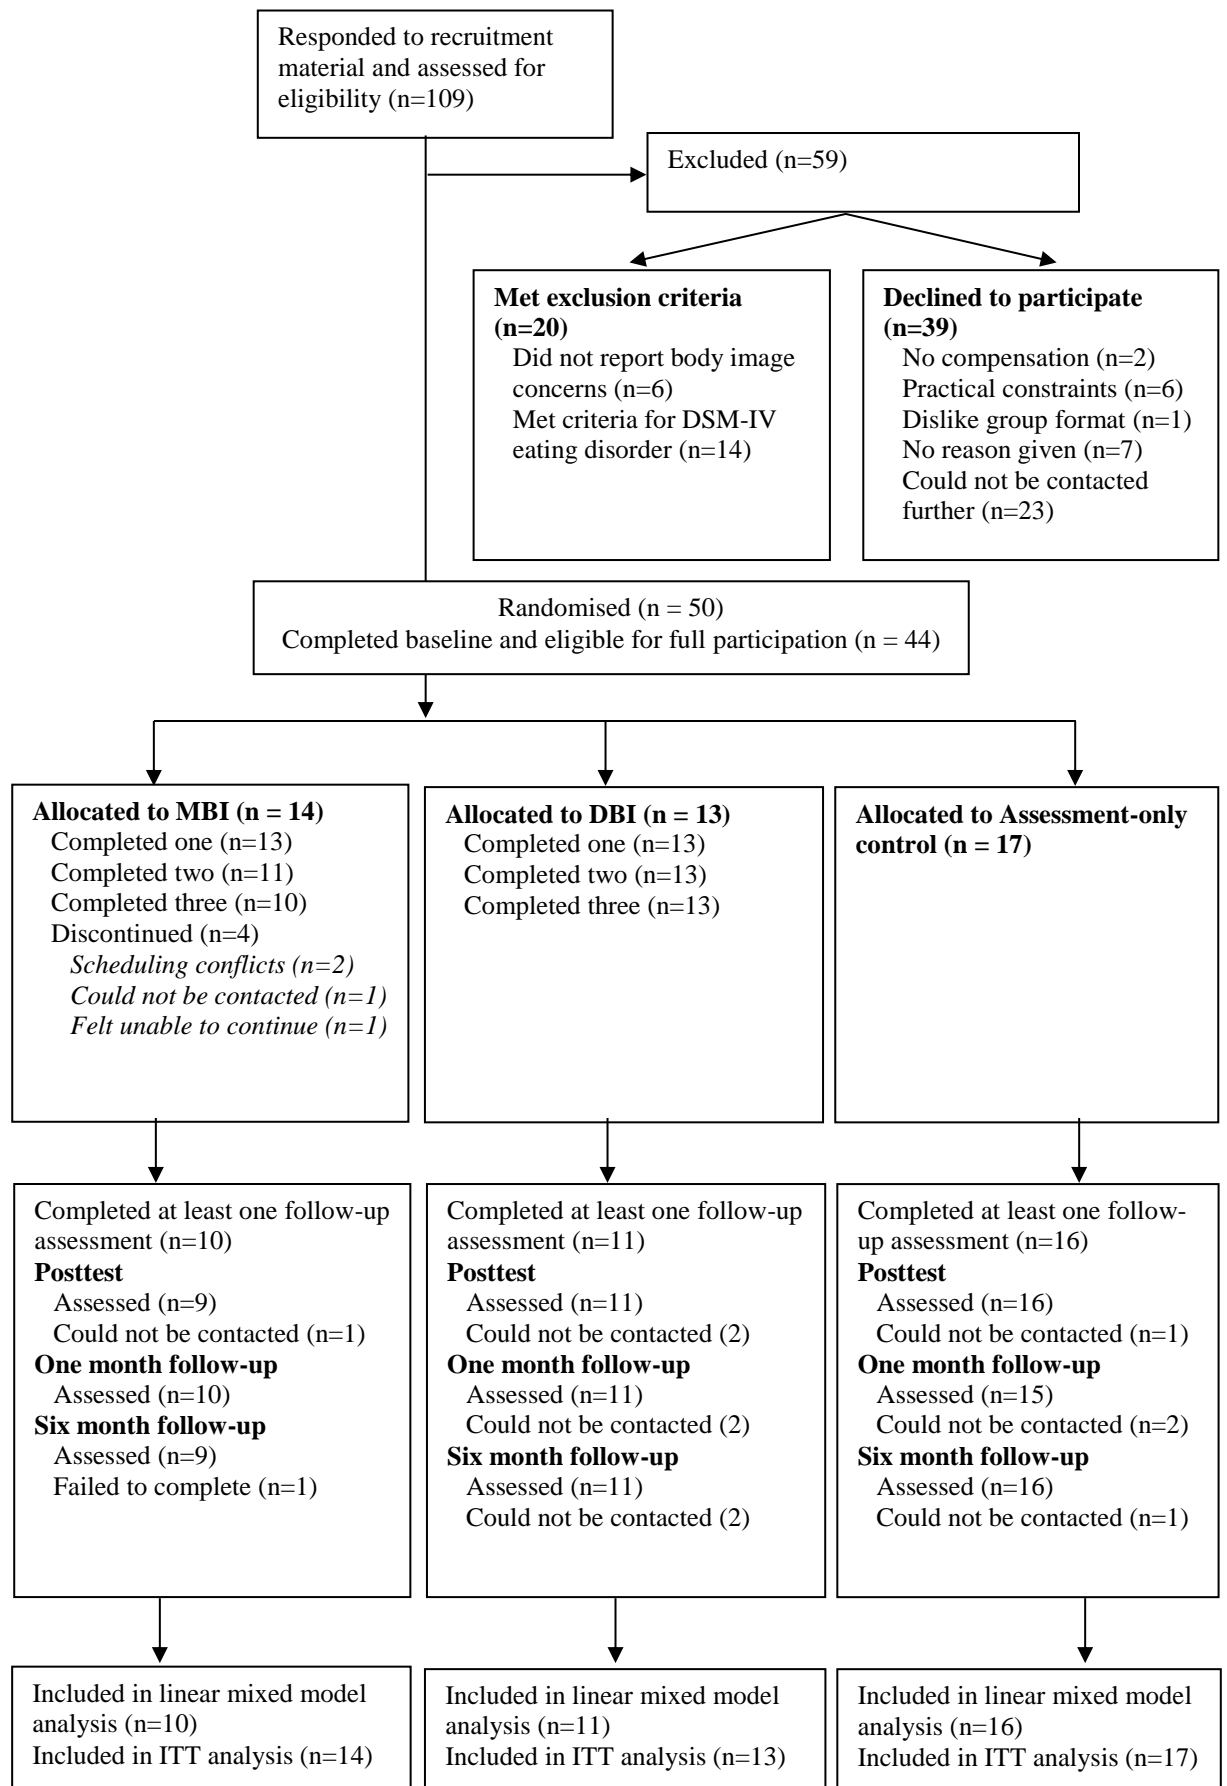 Responded to recruitment
material and assessed for
eligibility (n=109)
Excluded (n=59)
Met exclusion criteria
(n=20)
Did not report body image
concerns (n=6)
Met criteria for DSM-IV
eating disorder (n=14)
Declined to participate
(n=39)
No compensation (n=2)
Practical constraints (n=6)
Dislike group format (n=1)
No reason given (n=7)
Could not be contacted
further (n=23)
Randomised (n = 50)
Completed baseline and eligible for full participation (n = 44)
Allocated to MBI (n = 14)
Completed one (n=13)
Completed two (n=11)
Completed three (n=10)
Discontinued (n=4)
Scheduling conflicts (n=2)
Could not be contacted (n=1)
Felt unable to continue (n=1)
Allocated to DBI (n = 13)
Completed one (n=13)
Completed two (n=13)
Completed three (n=13)
Allocated to Assessment-only
control (n = 17)
Completed at least one follow-up
assessment (n=10)
Posttest
Assessed (n=9)
Could not be contacted (n=1)
One month follow-up
Assessed (n=10)
Six month follow-up
Assessed (n=9)
Failed to complete (n=1)
Completed at least one follow-up
assessment (n=11)
Posttest
Assessed (n=11)
Could not be contacted (2)
One month follow-up
Assessed (n=11)
Could not be contacted (2)
Six month follow-up
Assessed (n=11)
Could not be contacted (2)
Completed at least one follow-
up assessment (n=16)
Posttest
Assessed (n=16)
Could not be contacted (n=1)
One month follow-up
Assessed (n=15)
Could not be contacted (n=2)
Six month follow-up
Assessed (n=16)
Could not be contacted (n=1)
Included in linear mixed model
analysis (n=10)
Included in ITT analysis (n=14)
Included in linear mixed model
analysis (n=11)
Included in ITT analysis (n=13)
Included in linear mixed model
analysis (n=16)
Included in ITT analysis (n=17)